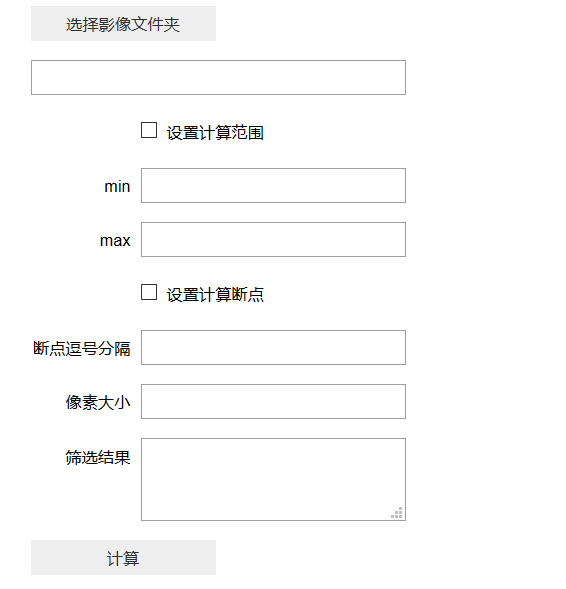 选择影像文件夹
设置计算范围
min
max
设置计算断点
断点逗号分隔
像素大小
筛选结果
计算